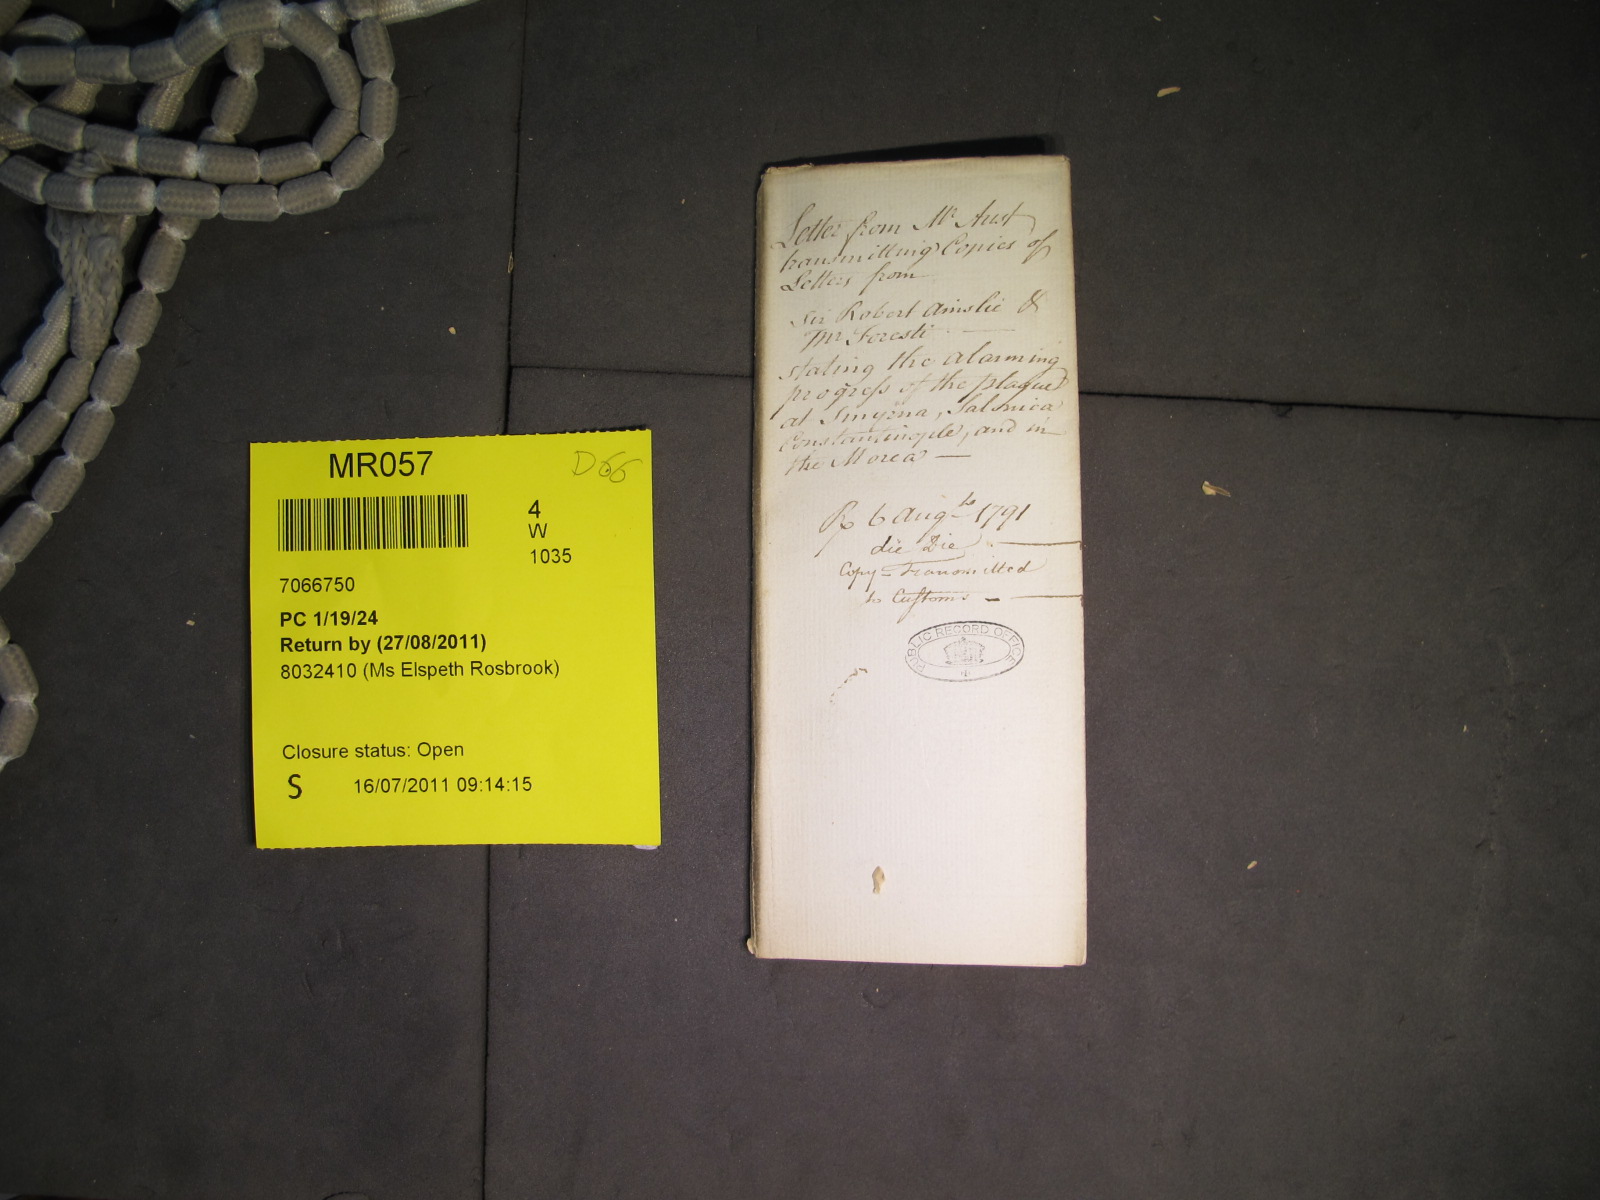 MR057
D66
4
W
1035
7066750
PC 1/19/24
Return by (27/08/2011)
8032410 (Ms Elspeth Rosbrook)
Closure status: Open
S 16/07/2011 09:14:15
Letter from Mr Aust
transmitting Copies of
Letters from
Sir Robert Ainslie &
Mr Foresti
stating the alarming
progress of the plague
at Smyrna, Salonica
Constantinople, and in
the Morea —
6 Augt 1791
die Die
Copy Transmitted
to Customs —
PUBLIC RECORD OFFICE